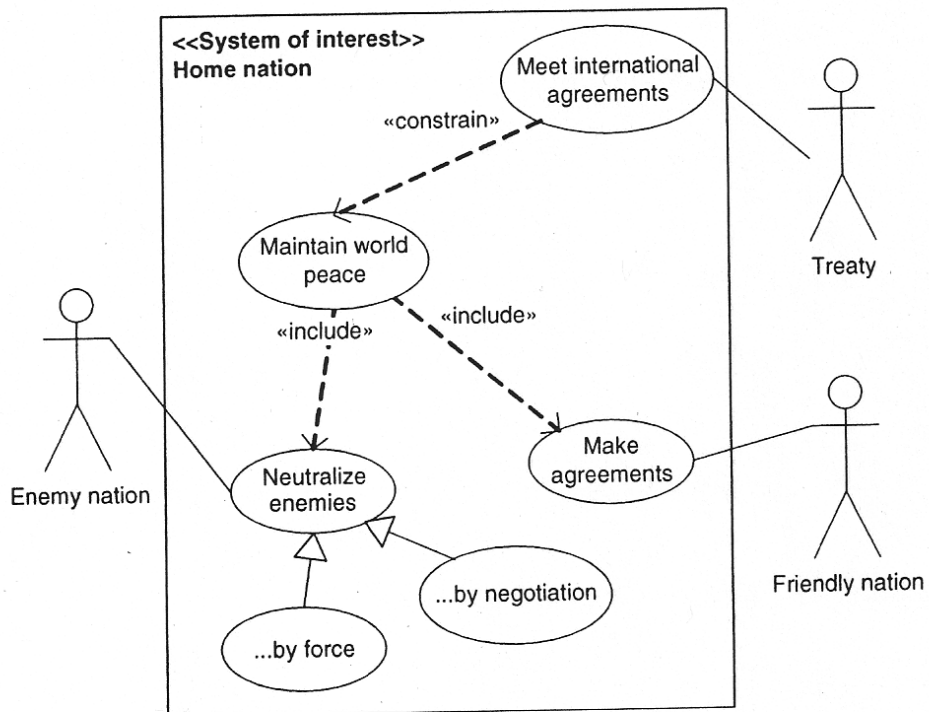 <<System of interest>>
Home nation
Meet international
agreements
«constrain»
Maintain world
peace
Treaty
«include»
«include»
Neutralize
enemies
Make
agreements
Enemy nation
...by negotiation
Friendly nation
...by force